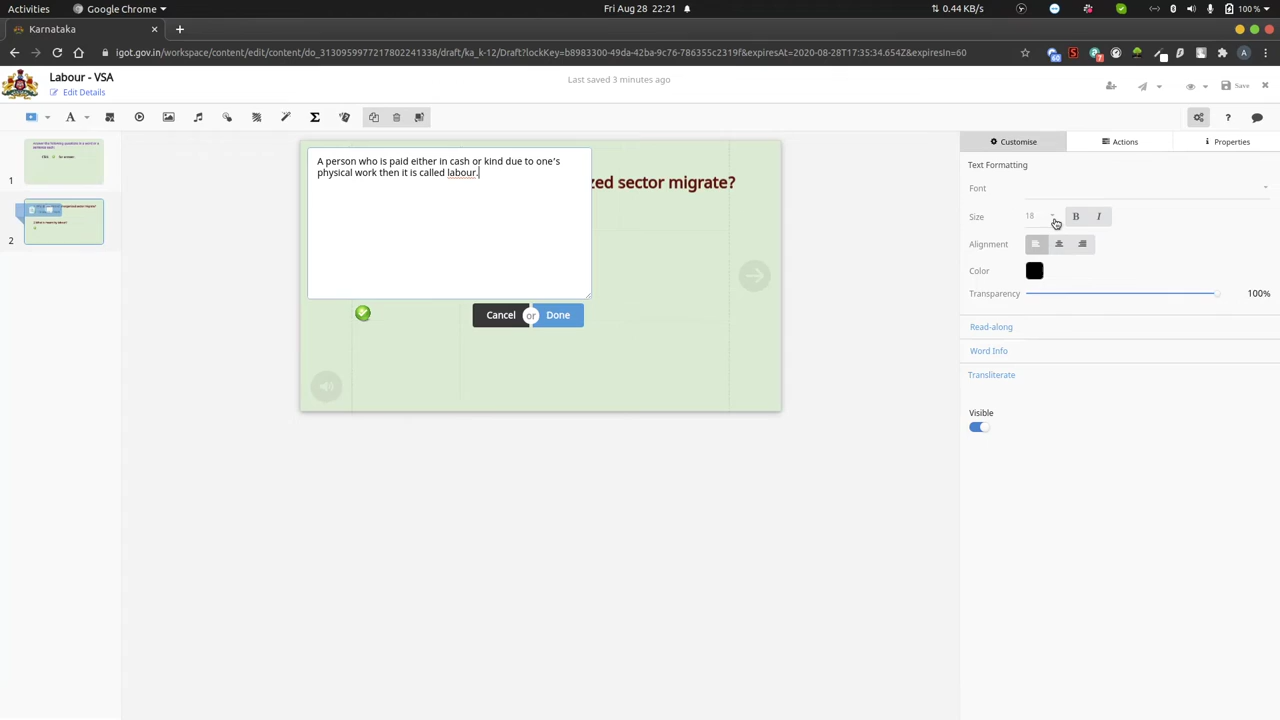 Activities
Google Chrome
Fri Aug 28 22:21
0.44 KB/s
100 %
Karnataka
igot.gov.in/workspace/content/edit/content/do_3130959977217802241338/draft/ka_k-12/Draft?lockKey=b8983300-49da-42ba-9c76-786355c2319f&expiresAt=2020-08-28T17:35:34.654Z&expiresIn=60
60
7
A
Labour - VSA
Edit Details
Last saved 3 minutes ago
Save
A
Customise
Actions
Properties
1
2
A person who is paid either in cash or kind due to one's
physical work then it is called labour.
zed sector migrate?
Cancel or Done
Text Formatting
Font
Size
18
B
I
Alignment
Color
Transparency
100%
Read-along
Word Info
Transliterate
Visible